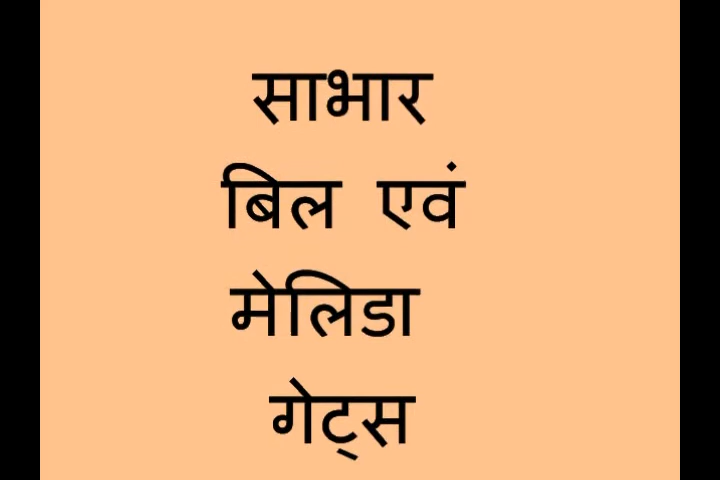 साभार
बिल एवं
मेलिडा
गेट्स